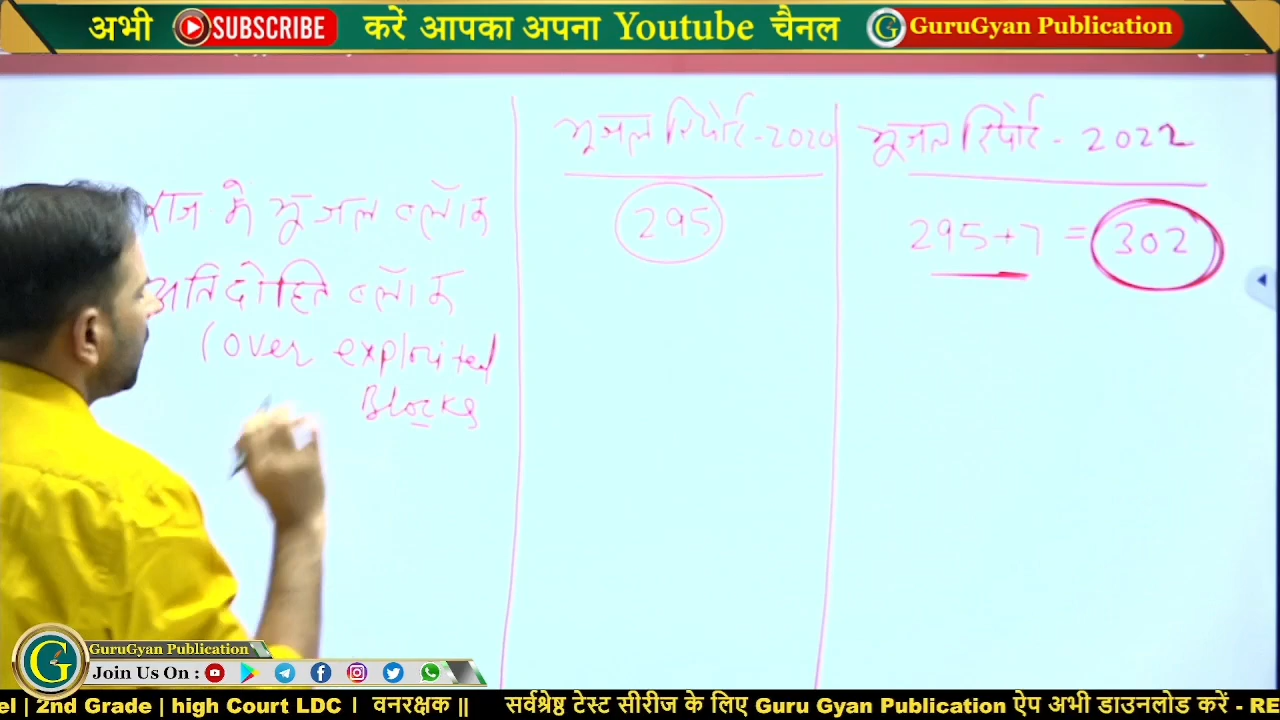 अभी SUBSCRIBE करें आपका अपना Youtube चैनल GuruGyan Publication
भूजल रिपोर्ट - 2020
भूजल रिपोर्ट - 2022
राज के भूजल ब्लॉक
295
295+7 = 302
अतिदोहित ब्लॉक
(over exploited
Blocks
GuruGyan Publication
Join Us On :
el | 2nd Grade | high Court LDC । वनरक्षक || सर्वश्रेष्ठ टेस्ट सीरीज के लिए Guru Gyan Publication ऐप अभी डाउनलोड करें - RE